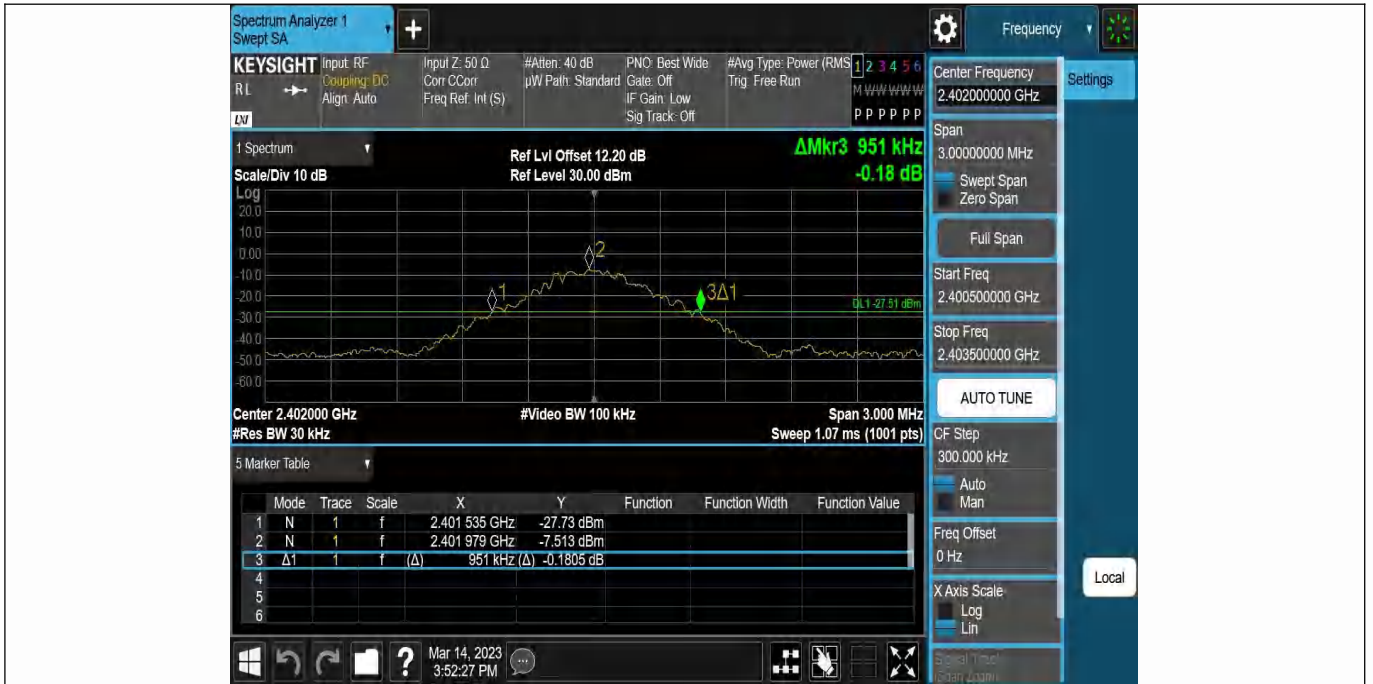 Spectrum Analyzer 1
Swept SA
+
Frequency
KEYSIGHT
RL
LXI
Input: RF
Coupling: DC
Align: Auto
Input Z: 50 Ω
Corr CCorr
Freq Ref: Int (S)
#Atten: 40 dB
µW Path: Standard
PNO: Best Wide
Gate: Off
IF Gain: Low
Sig Track: Off
#Avg Type: Power (RMS
Trig: Free Run
1 2 3 4 5 6
M W W W W W
P P P P P P
Center Frequency
2.402000000 GHz
Settings
Span
3.00000000 MHz
Swept Span
Zero Span
Full Span
Start Freq
2.400500000 GHz
Stop Freq
2.403500000 GHz
AUTO TUNE
CF Step
300.000 kHz
Auto
Man
Freq Offset
0 Hz
X Axis Scale
Log
Lin
Local
1 Spectrum
Scale/Div 10 dB
Ref Lvl Offset 12.20 dB
Ref Level 30.00 dBm
ΔMkr3 951 kHz
-0.18 dB
Log
20.0
10.0
0.00
-10.0
-20.0
-30.0
-40.0
-50.0
-60.0
1
2
3Δ1
DL1 -27.51 dBm
Center 2.402000 GHz
#Video BW 100 kHz
Span 3.000 MHz
#Res BW 30 kHz
Sweep 1.07 ms (1001 pts)
5 Marker Table
Mode Trace Scale X Y Function Function Width Function Value
1 N 1 f 2.401 535 GHz -27.73 dBm
2 N 1 f 2.401 979 GHz -7.513 dBm
3 Δ1 1 f (Δ) 951 kHz (Δ) -0.1805 dB
4
5
6
?
Mar 14, 2023
3:52:27 PM